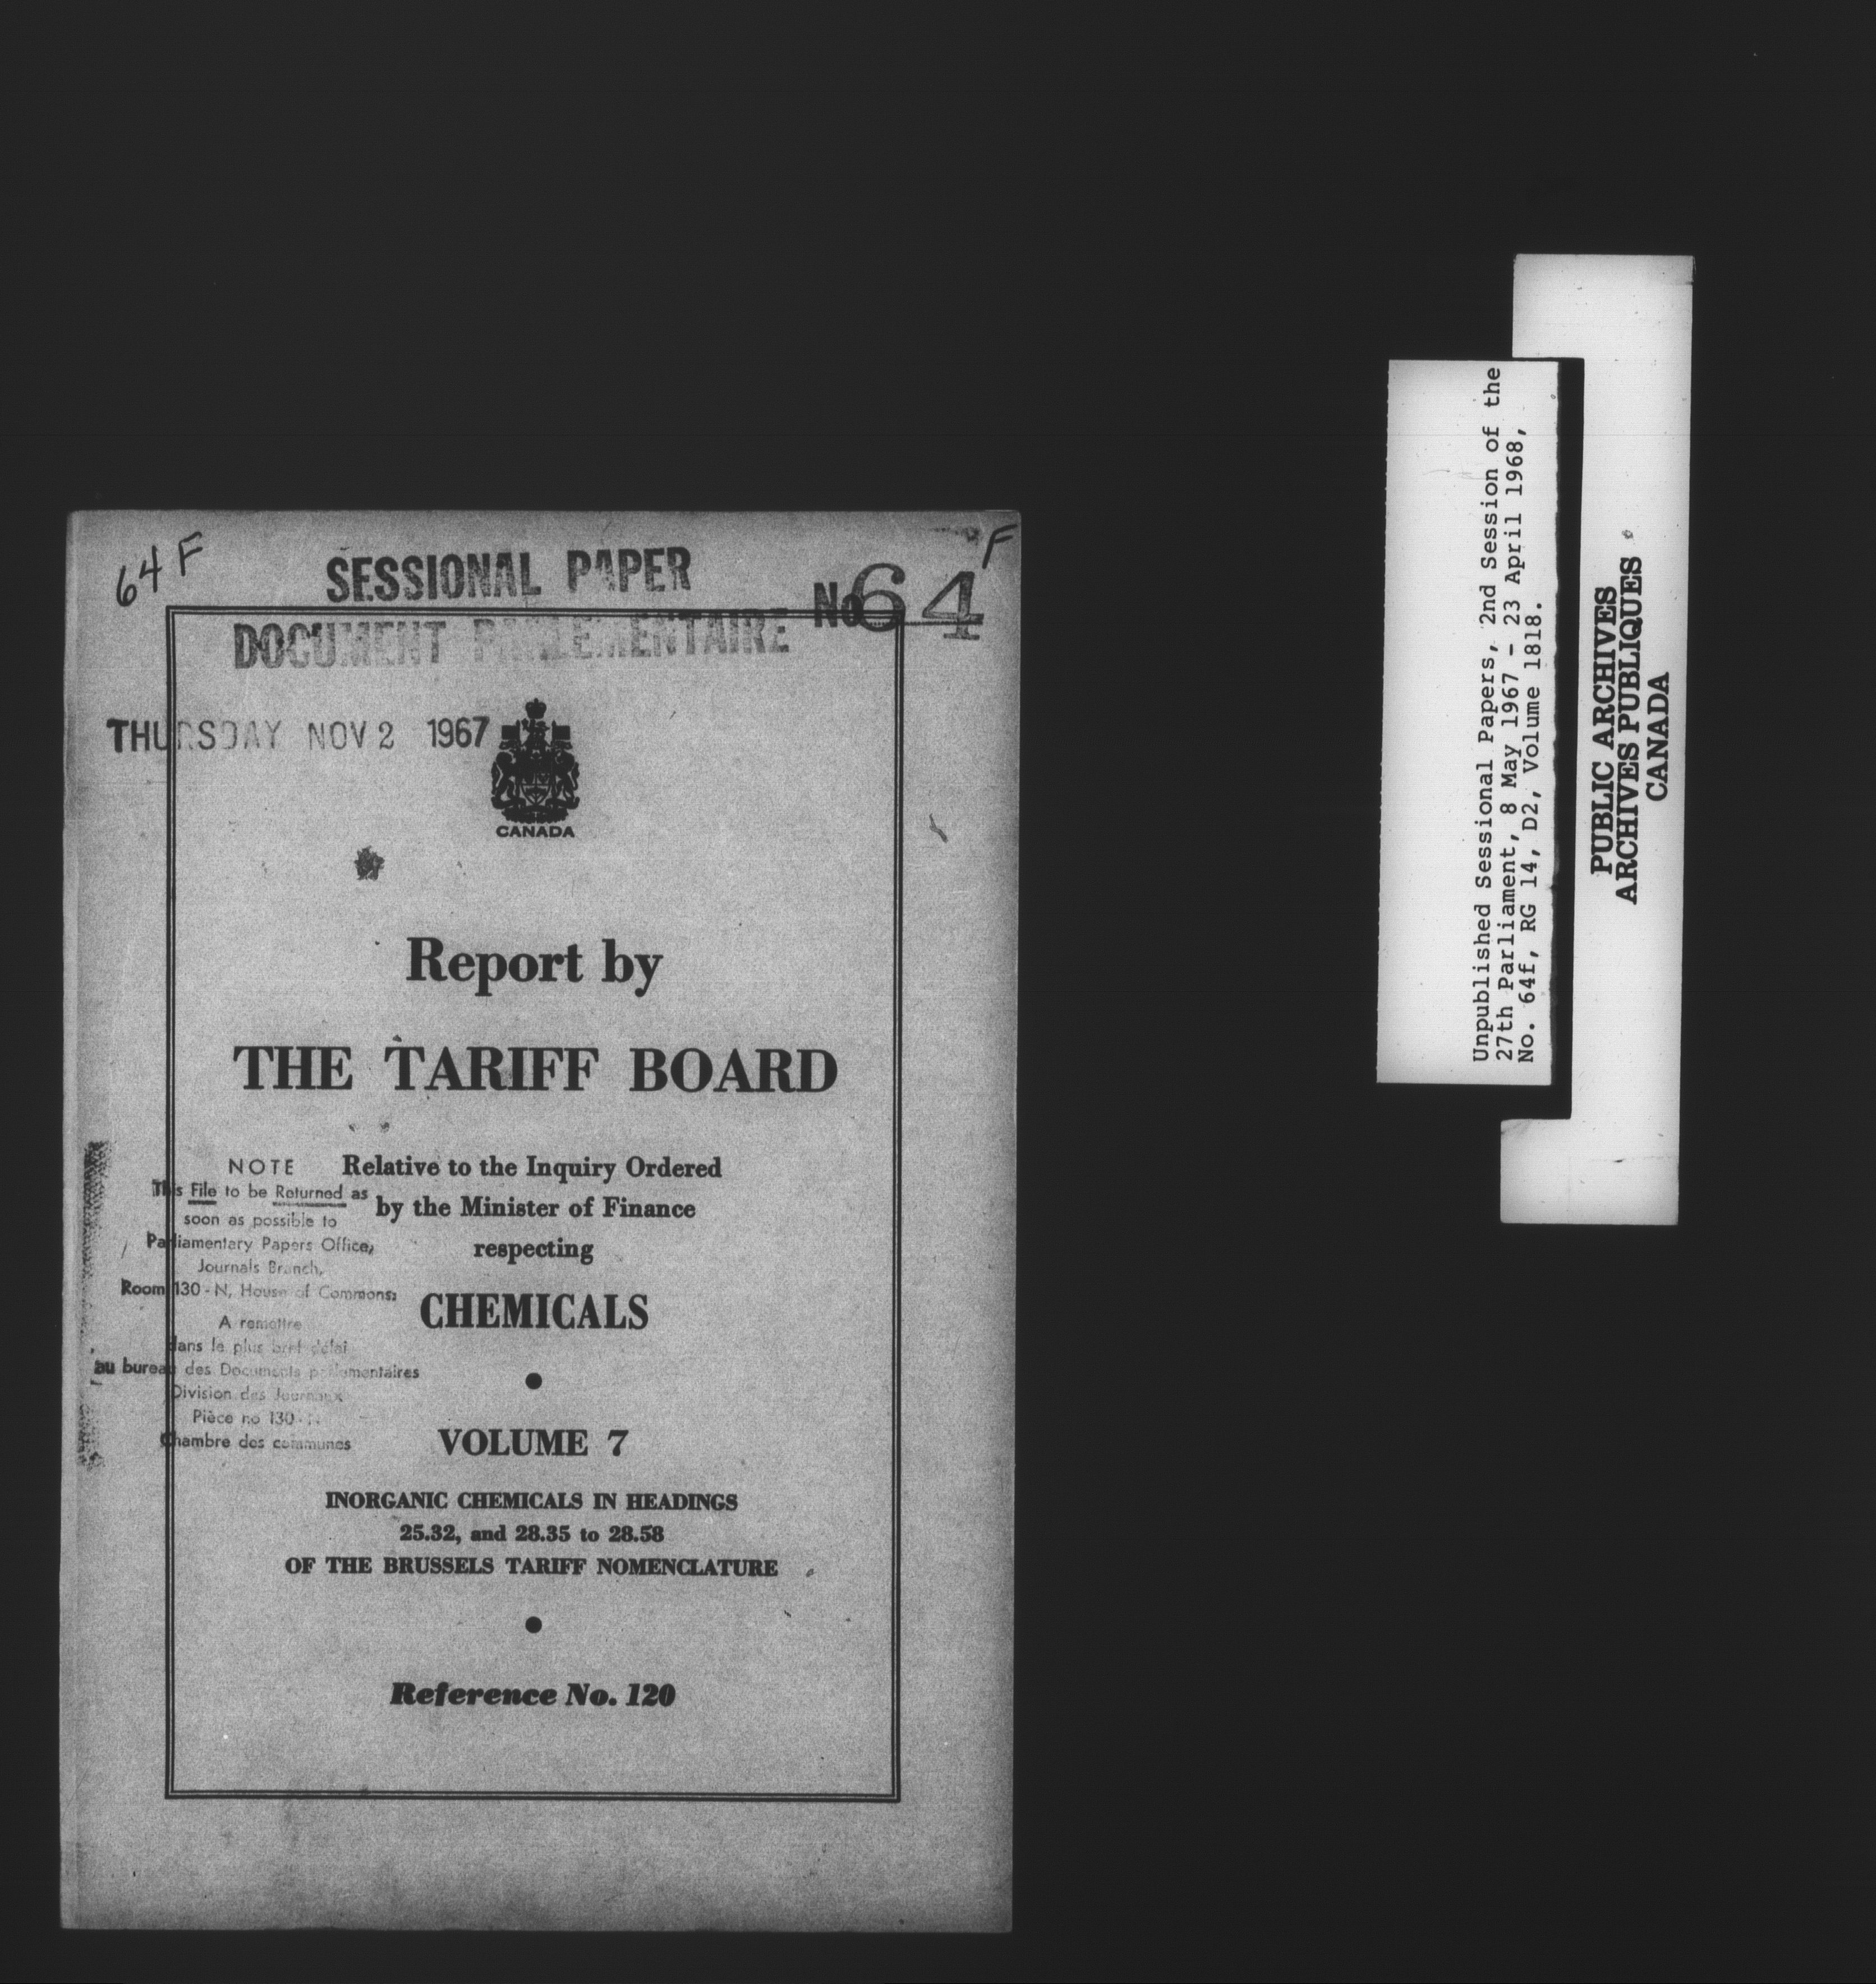 64 F
SESSIONAL PAPER
No 64 F
DOCUMENT PARLEMENTAIRE
THURSDAY NOV 2 1967
CANADA
Report by
THE TARIFF BOARD
Relative to the Inquiry Ordered
by the Minister of Finance
respecting
CHEMICALS
VOLUME 7
INORGANIC CHEMICALS IN HEADINGS
25.32, and 28.35 to 28.58
OF THE BRUSSELS TARIFF NOMENCLATURE
Reference No. 120
NOTE
This File to be Returned as
soon as possible to
Parliamentary Papers Office,
Journals Branch,
Room 130 - N, House of Commons.
A remettre
dans le plus bref délai
au bureau des Documents parlementaires
Division des Journaux
Pièce no 130 - N
Chambre des communes
Unpublished Sessional Papers, 2nd Session of the
27th Parliament, 8 May 1967 - 23 April 1968,
No. 64f, RG 14, D2, Volume 1818.
PUBLIC ARCHIVES
ARCHIVES PUBLIQUES
CANADA